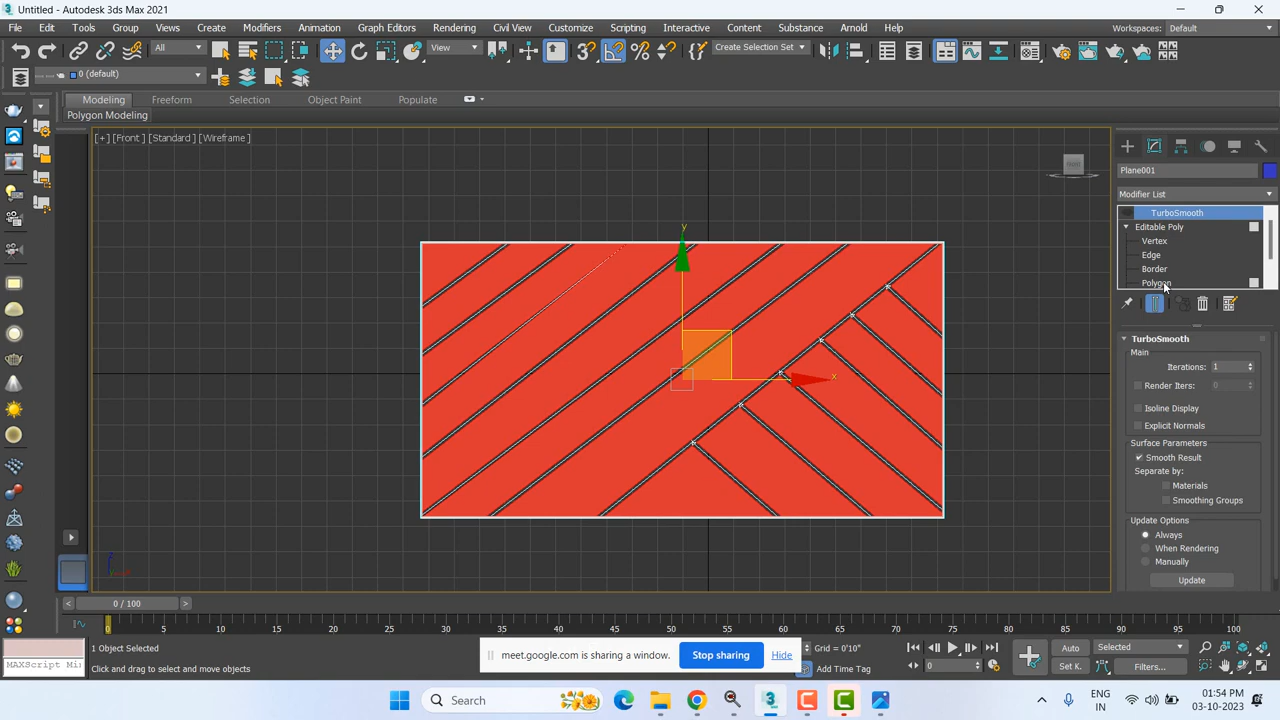 Untitled - Autodesk 3ds Max 2021
File Edit Tools Group Views Create Modifiers Animation Graph Editors Rendering Civil View Customize Scripting Interactive Content Substance Arnold Help
Workspaces: Default
All View Create Selection Set
0 (default)
Modeling Freeform Selection Object Paint Populate
Polygon Modeling
[+] [Front] [Standard] [Wireframe]
y
x
Plane001
Modifier List
TurboSmooth
Editable Poly
Vertex
Edge
Border
Polygon
TurboSmooth
Main
Iterations: 1
Render Iters: 0
Isoline Display
Explicit Normals
Surface Parameters
Smooth Result
Separate by:
Materials
Smoothing Groups
Update Options
Always
When Rendering
Manually
Update
< 0 / 100 >
0 5 10 15 20 25 30 35 40 45 50 55 60 65 70 75 80 85 90 95 100
MAXScript Mi
1 Object Selected
Click and drag to select and move objects
meet.google.com is sharing a window. Stop sharing Hide
Grid = 0'10"
Add Time Tag
0
Auto Selected
Set K. Filters...
Search
ENG
IN
01:54 PM
03-10-2023